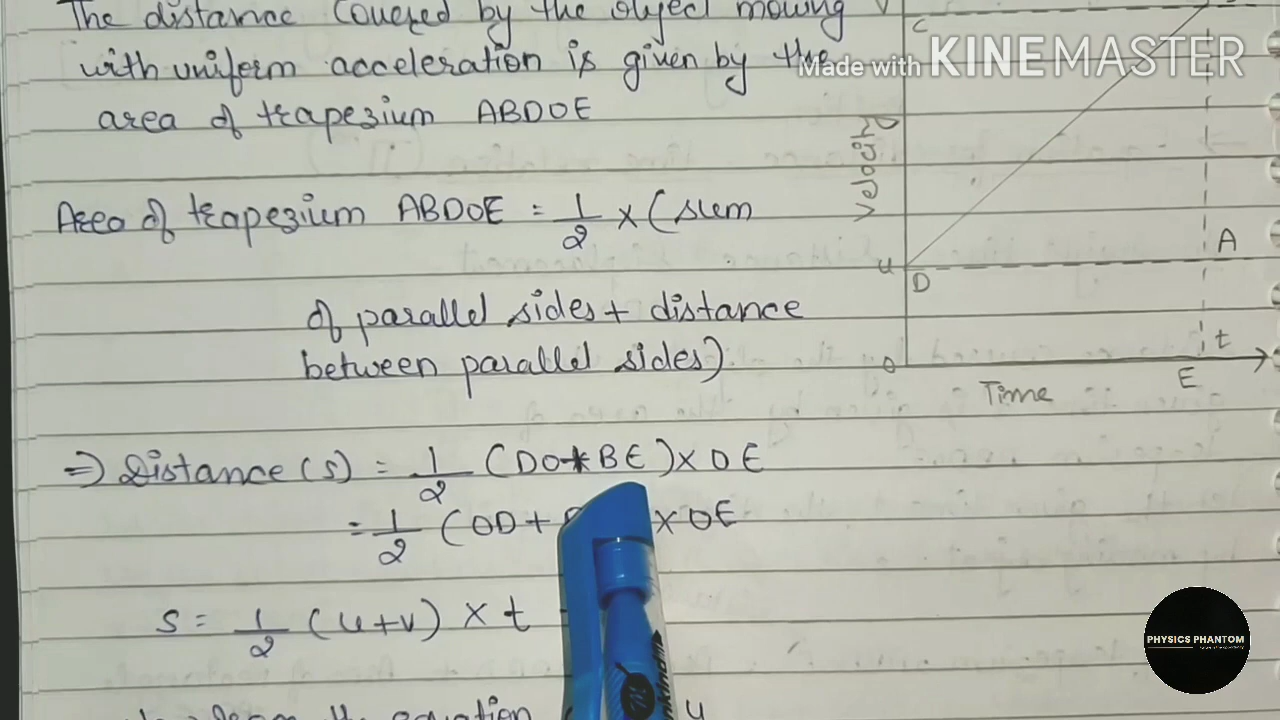 The distance Covered by the object moving
with uniform acceleration is given by the
area of trapezium ABDOE
Area of trapezium ABDOE = 1/2 × (sum
of parallel sides + distance
between parallel sides)
⇒ Distance (s) = 1/2 (DO+BE) × OE
= 1/2 (OD + × OE
S = 1/2 (u+v) × t
the equation
u
V
C
Velocity
u
D
A
O
t
E
Time
Made with KINEMASTER
PHYSICS PHANTOM